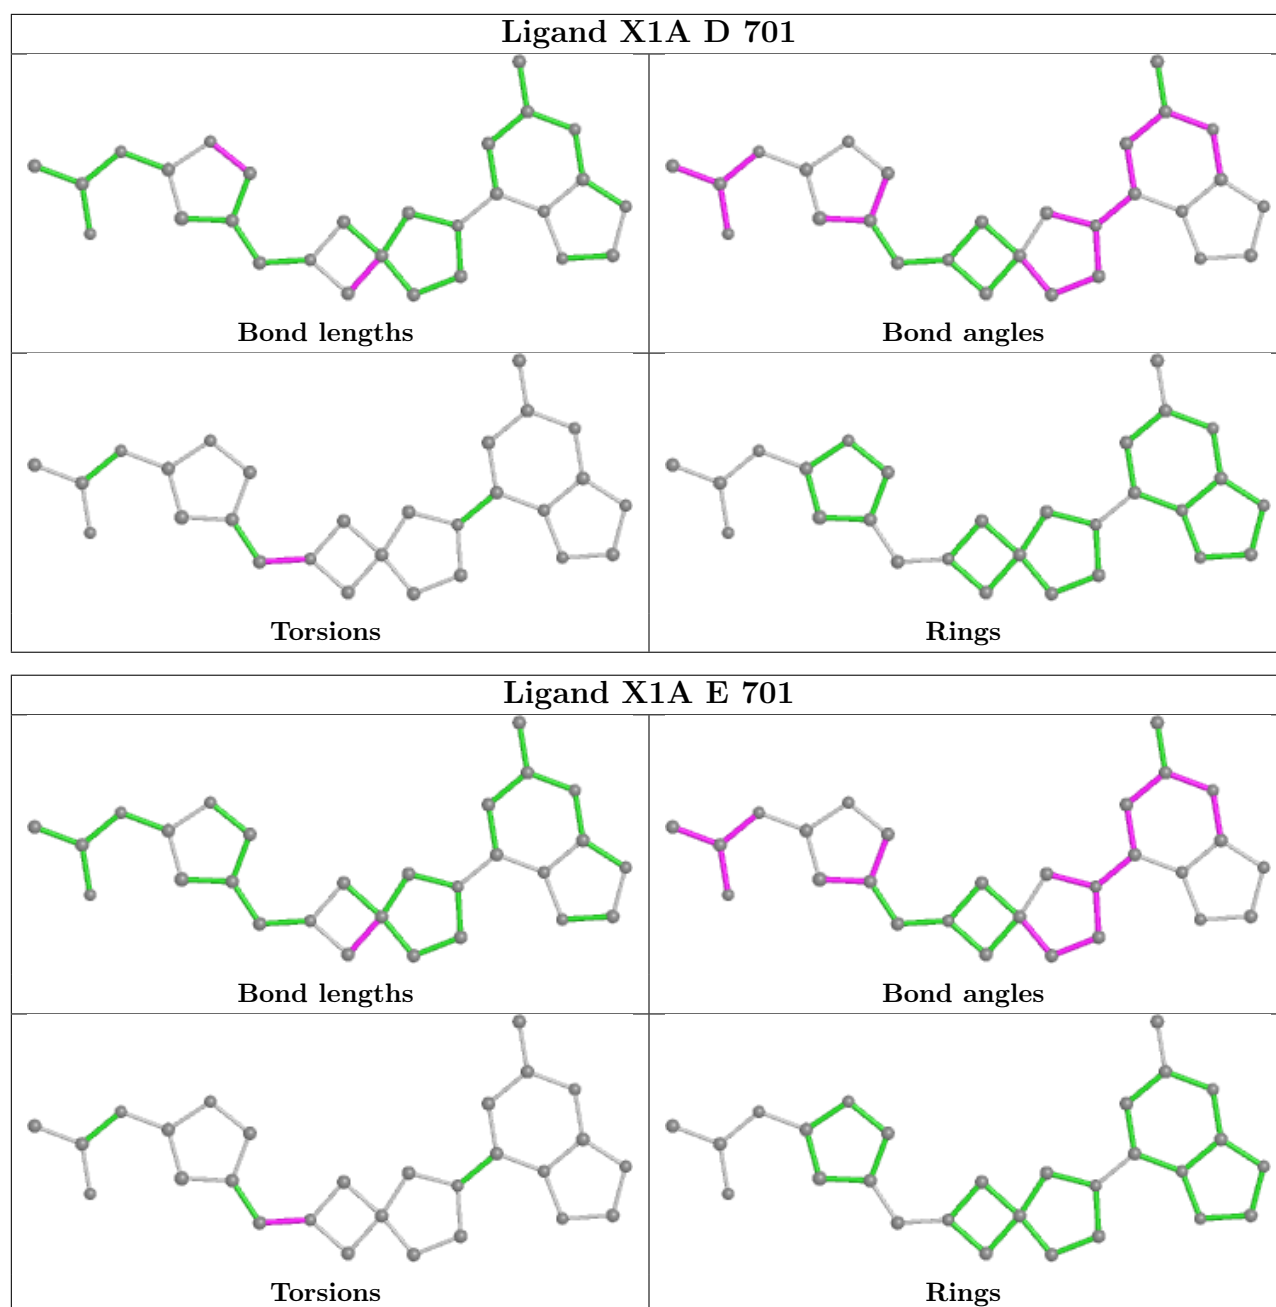 Ligand X1A D 701
Bond lengths
Bond angles
Torsions
Rings
Ligand X1A E 701
Bond lengths
Bond angles
Torsions
Rings